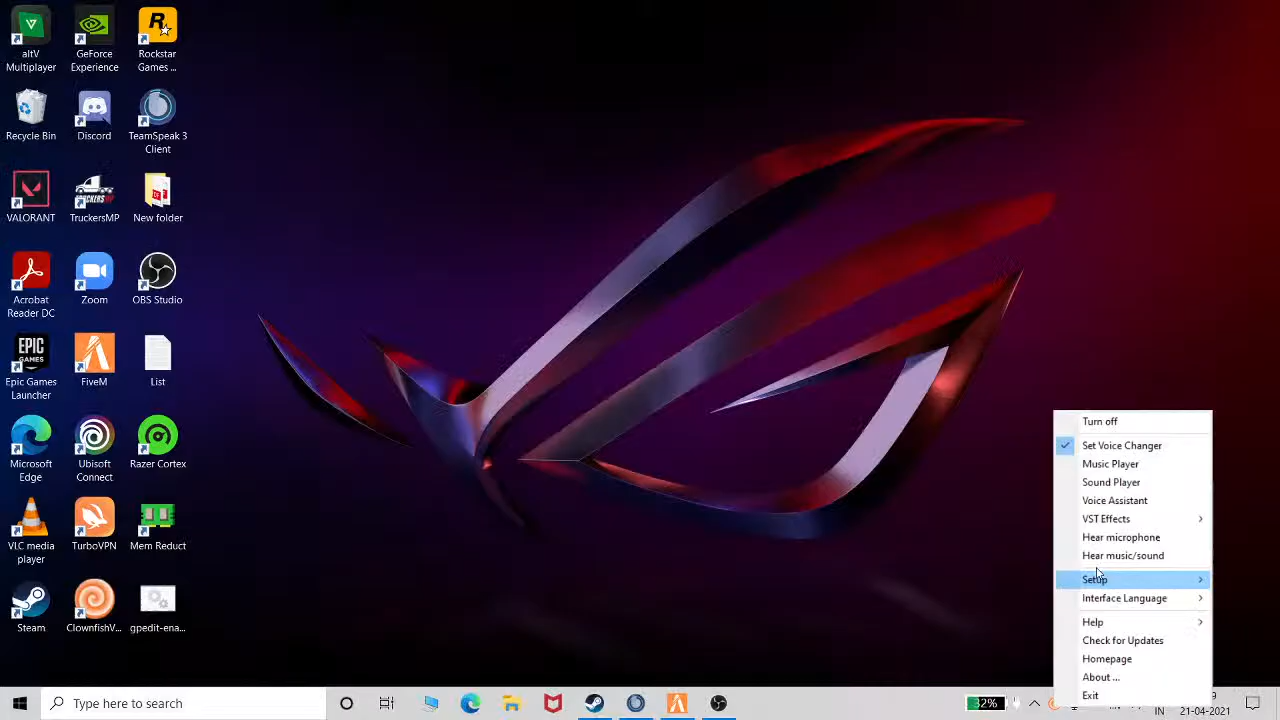 altV
Multiplayer
GeForce
Experience
Rockstar
Games ...
Recycle Bin
Discord
TeamSpeak 3
Client
VALORANT
TruckersMP
New folder
Acrobat
Reader DC
Zoom
OBS Studio
EPIC
GAMES
Epic Games
Launcher
FiveM
List
Microsoft
Edge
Ubisoft
Connect
Razer Cortex
VLC media
player
TurboVPN
Mem Reduct
Steam
ClownfishV...
gpedit-ena...
Turn off
Set Voice Changer
Music Player
Sound Player
Voice Assistant
VST Effects
Hear microphone
Hear music/sound
Setup
Interface Language
Help
Check for Updates
Homepage
About ...
Exit
Type here to search
32%
IN
21-04-2021